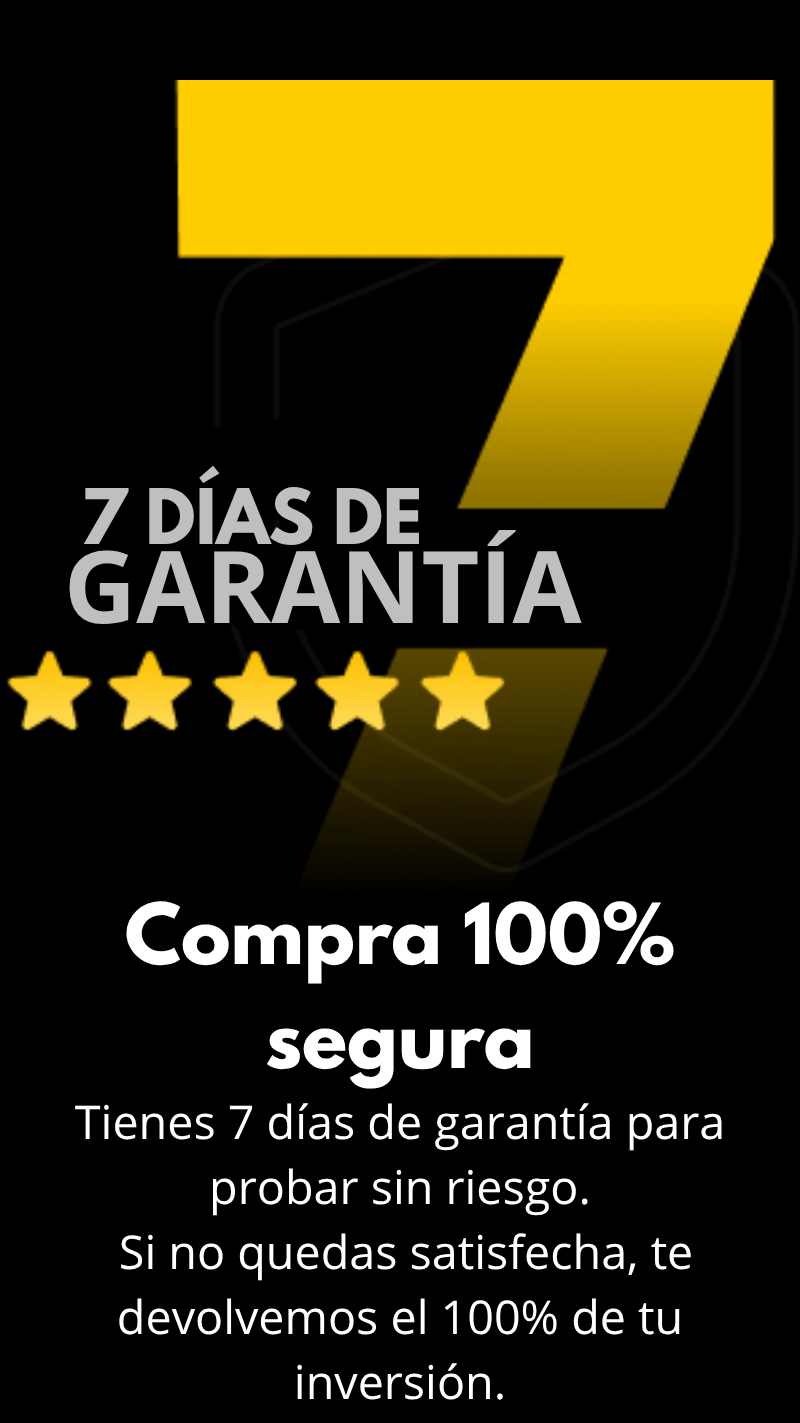 7
7 DÍAS DE
GARANTÍA
Compra 100%
segura
Tienes 7 días de garantía para
probar sin riesgo.
Si no quedas satisfecha, te
devolvemos el 100% de tu
inversión.